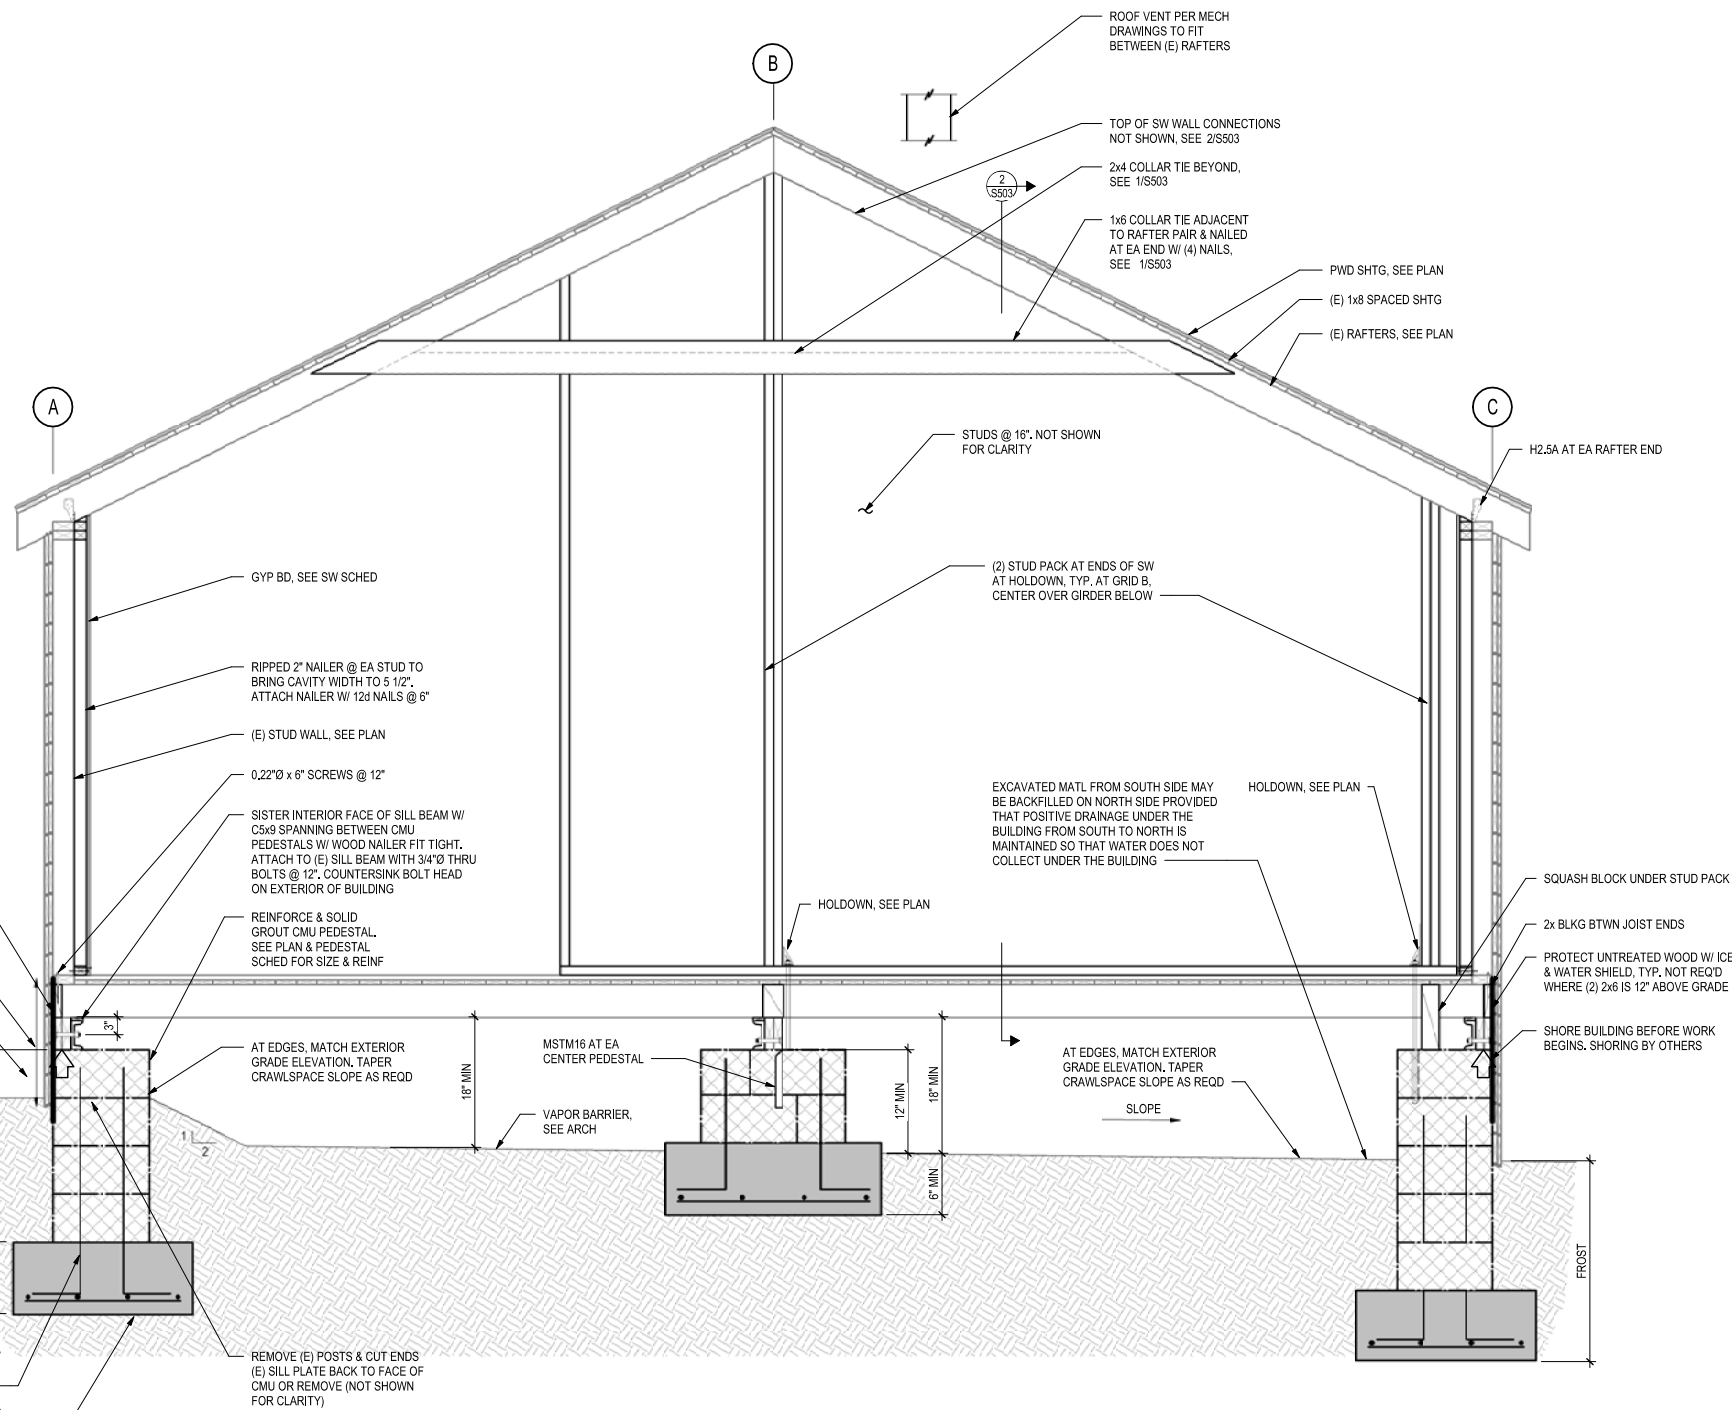 ROOF VENT PER MECH
DRAWINGS TO FIT
BETWEEN (E) RAFTERS
B
TOP OF SW WALL CONNECTIONS
NOT SHOWN, SEE 2/S503
2x4 COLLAR TIE BEYOND,
SEE 1/S503
2
S503
1x6 COLLAR TIE ADJACENT
TO RAFTER PAIR & NAILED
AT EA END W/ (4) NAILS,
SEE 1/S503
PWD SHTG, SEE PLAN
(E) 1x8 SPACED SHTG
(E) RAFTERS, SEE PLAN
A
C
STUDS @ 16". NOT SHOWN
FOR CLARITY
H2.5A AT EA RAFTER END
GYP BD, SEE SW SCHED
(2) STUD PACK AT ENDS OF SW
AT HOLDOWN, TYP. AT GRID B,
CENTER OVER GIRDER BELOW
RIPPED 2" NAILER @ EA STUD TO
BRING CAVITY WIDTH TO 5 1/2".
ATTACH NAILER W/ 12d NAILS @ 6"
(E) STUD WALL, SEE PLAN
0.22"Ø x 6" SCREWS @ 12"
SISTER INTERIOR FACE OF SILL BEAM W/
C5x9 SPANNING BETWEEN CMU
PEDESTALS W/ WOOD NAILER FIT TIGHT.
ATTACH TO (E) SILL BEAM WITH 3/4"Ø THRU
BOLTS @ 12". COUNTERSINK BOLT HEAD
ON EXTERIOR OF BUILDING
EXCAVATED MATL FROM SOUTH SIDE MAY
BE BACKFILLED ON NORTH SIDE PROVIDED
THAT POSITIVE DRAINAGE UNDER THE
BUILDING FROM SOUTH TO NORTH IS
MAINTAINED SO THAT WATER DOES NOT
COLLECT UNDER THE BUILDING
HOLDOWN, SEE PLAN
HOLDOWN, SEE PLAN
SQUASH BLOCK UNDER STUD PACK
REINFORCE & SOLID
GROUT CMU PEDESTAL.
SEE PLAN & PEDESTAL
SCHED FOR SIZE & REINF
2x BLKG BTWN JOIST ENDS
PROTECT UNTREATED WOOD W/ ICE
& WATER SHIELD, TYP. NOT REQ'D
WHERE (2) 2x6 IS 12" ABOVE GRADE
3"
SHORE BUILDING BEFORE WORK
BEGINS. SHORING BY OTHERS
AT EDGES, MATCH EXTERIOR
GRADE ELEVATION. TAPER
CRAWLSPACE SLOPE AS REQD
18" MIN
MSTM16 AT EA
CENTER PEDESTAL
12" MIN
18" MIN
AT EDGES, MATCH EXTERIOR
GRADE ELEVATION. TAPER
CRAWLSPACE SLOPE AS REQD
SLOPE
VAPOR BARRIER,
SEE ARCH
1
2
6" MIN
FROST
REMOVE (E) POSTS & CUT ENDS
(E) SILL PLATE BACK TO FACE OF
CMU OR REMOVE (NOT SHOWN
FOR CLARITY)